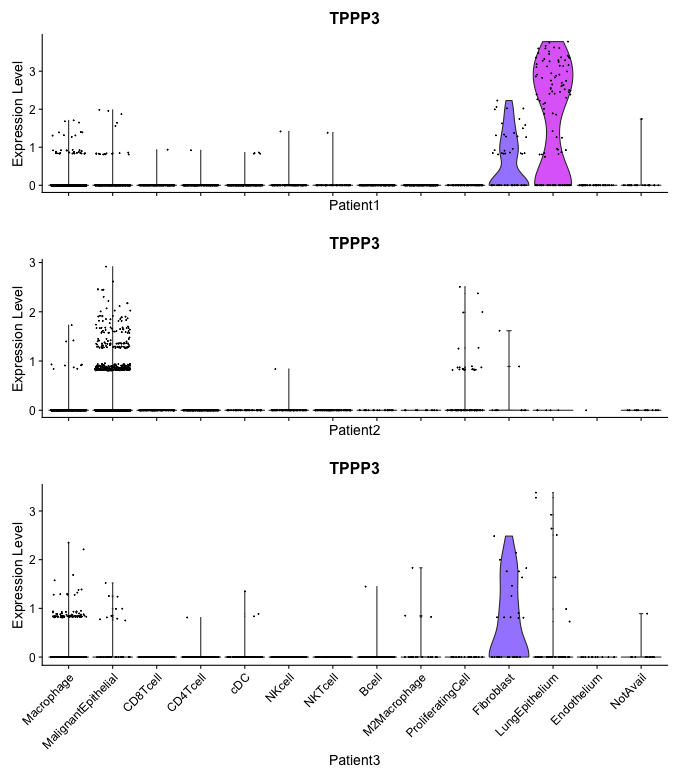 TPPP3
Expression Level
3
2
1
0
Patient1
TPPP3
Expression Level
3
2
1
0
Patient2
TPPP3
Expression Level
3
2
1
0
Macrophage
MalignantEpithelial
CD8Tcell
CD4Tcell
cDC
NKcell
NKTcell
Bcell
M2Macrophage
ProliferatingCell
Fibroblast
LungEpithelium
Endothelium
NotAvail
Patient3